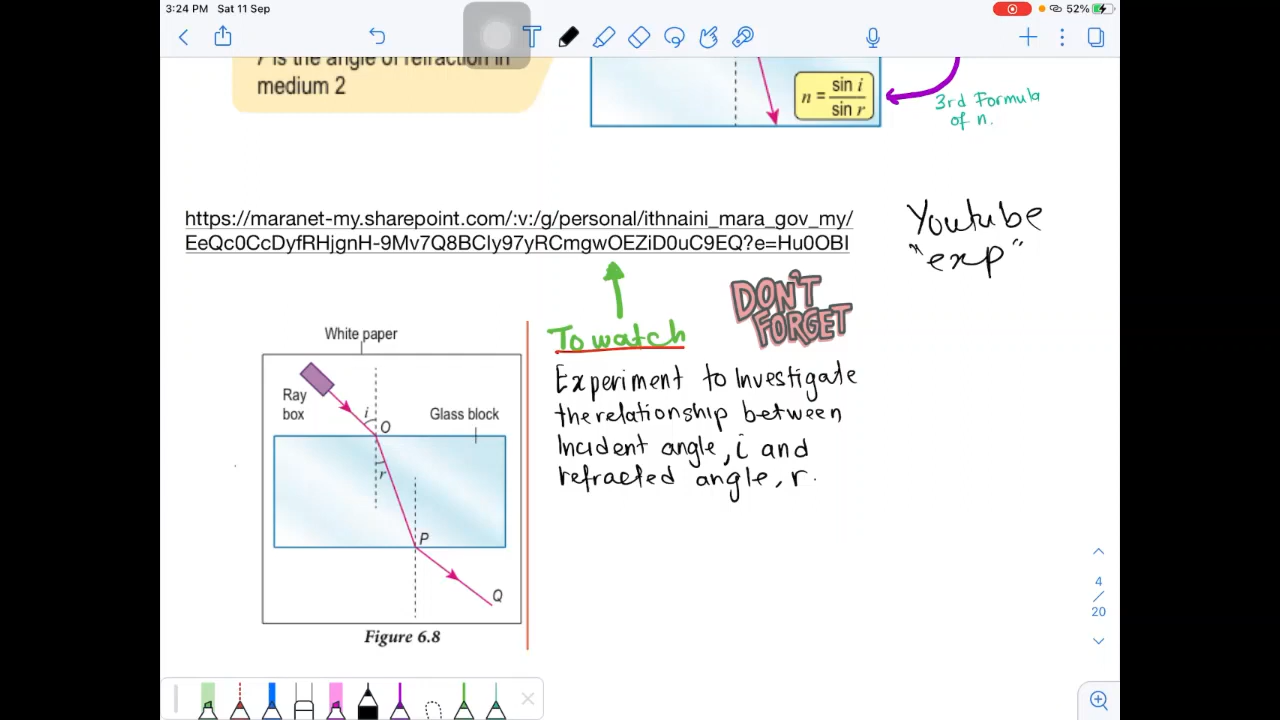 3:24 PM Sat 11 Sep
52%
r is the angle of refraction in
medium 2
n = sin i / sin r
3rd Formula
of n.
https://maranet-my.sharepoint.com/:v:/g/personal/ithnaini_mara_gov_my/
EeQc0CcDyfRHjgnH-9Mv7Q8BCly97yRCmgwOEZiD0uC9EQ?e=Hu0OBI
Youtube
"exp"
DON'T
FORGET
To watch
Experiment to Investigate
the relationship between
Incident angle, i and
refracted angle, r.
White paper
Ray
box
i
O
Glass block
r
P
Q
Figure 6.8
4
/
20